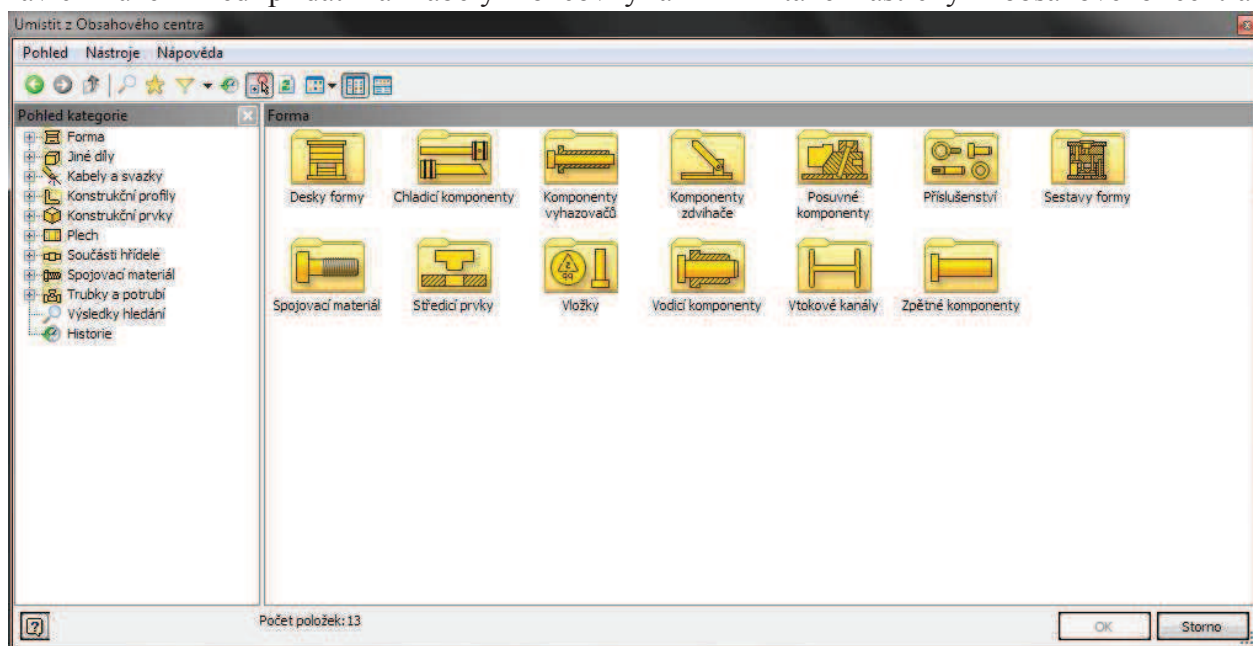 Umístit z Obsahového centra
Pohled Nástroje Nápověda
Pohled kategorie
Forma
Jiné díly
Kabely a svazky
Konstrukční profily
Konstrukční prvky
Plech
Součásti hřídele
Spojovací materiál
Trubky a potrubí
Výsledky hledání
Historie
Forma
Desky formy Chladicí komponenty Komponenty vyhazovačů Komponenty zdvihače Posuvné komponenty Příslušenství Sestavy formy
Spojovací materiál Středicí prvky Vložky Vodicí komponenty Vtokové kanály Zpětné komponenty
Počet položek: 13
OK Storno